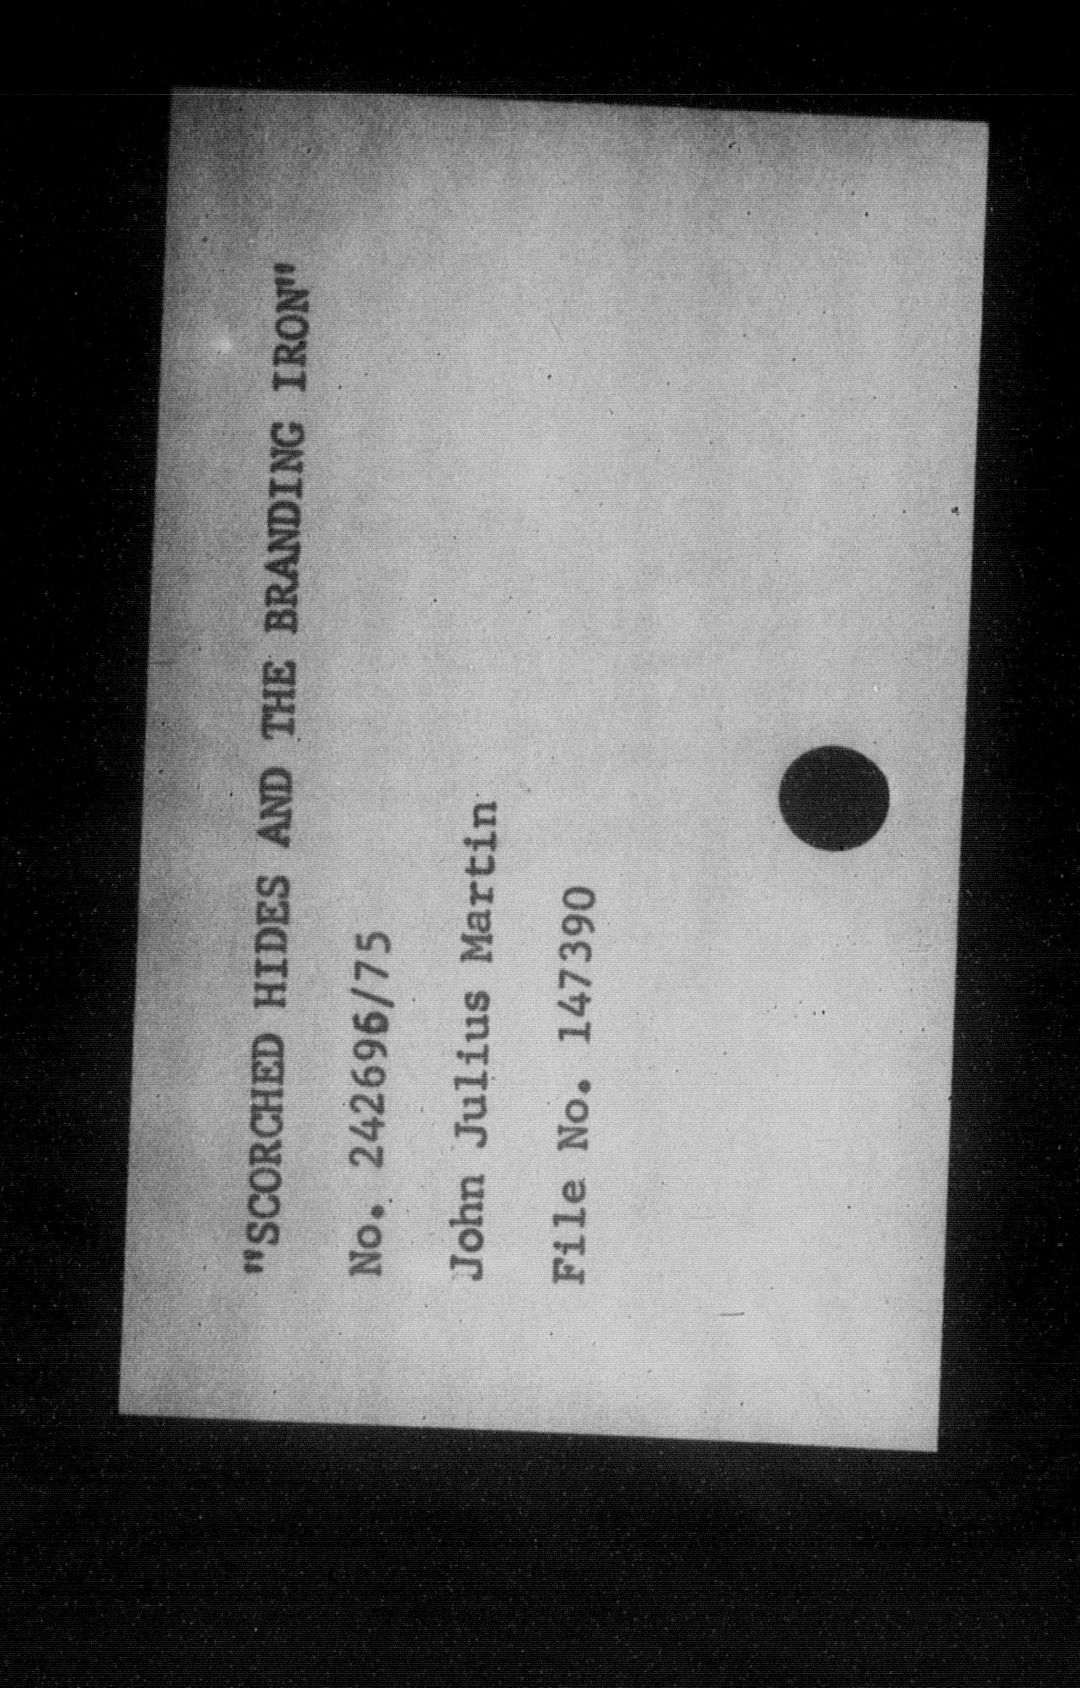 "SCORCHED HIDES AND THE BRANDING IRON"
No. 242696/75
John Julius Martin
File No. 147390